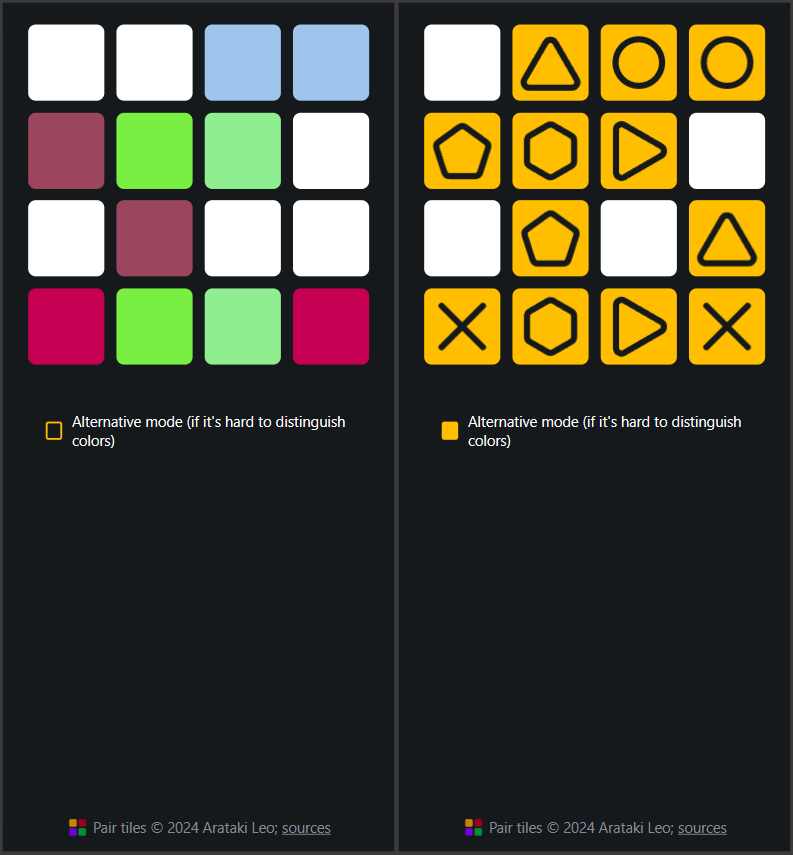 Alternative mode (if it's hard to distinguish
colors)
Alternative mode (if it's hard to distinguish
colors)
Pair tiles © 2024 Arataki Leo; sources
Pair tiles © 2024 Arataki Leo; sources